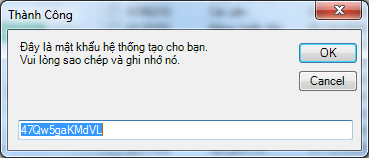 Thành Công
Đây là mật khẩu hệ thống tạo cho bạn.
Vui lòng sao chép và ghi nhớ nó.
OK
Cancel
47Qw5gaKMdVL